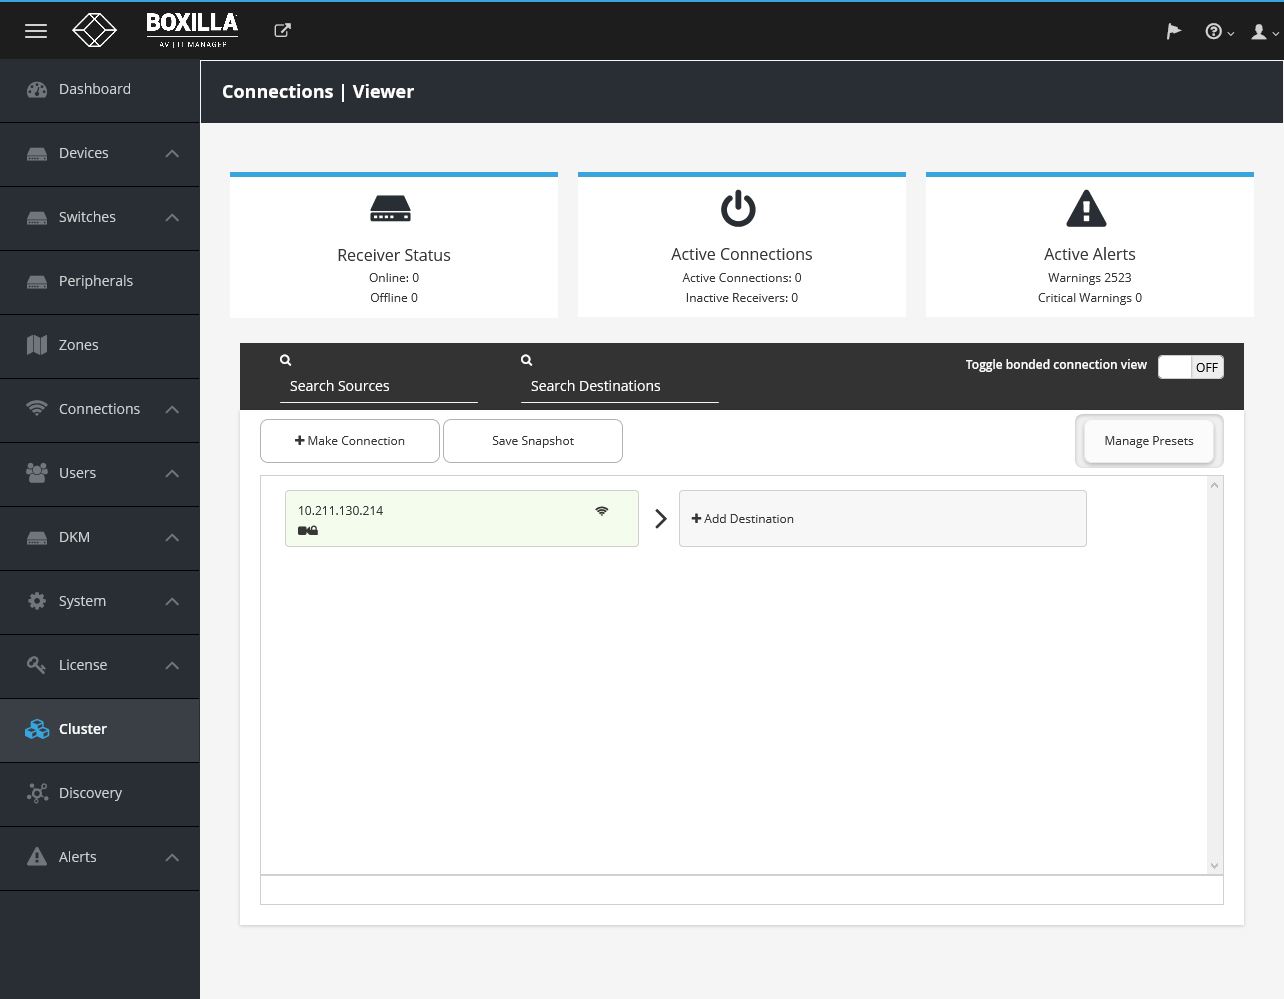 BOXILLA
AV | IT MANAGER
Dashboard
Devices
Switches
Peripherals
Zones
Connections
Users
DKM
System
License
Cluster
Discovery
Alerts
Connections | Viewer
Receiver Status
Online: 0
Offline 0
Active Connections
Active Connections: 0
Inactive Receivers: 0
Active Alerts
Warnings 2523
Critical Warnings 0
Search Sources
Search Destinations
Toggle bonded connection view
OFF
Make Connection
Save Snapshot
Manage Presets
10.211.130.214
Add Destination